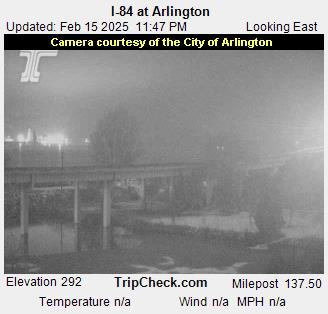 I-84 at Arlington
Updated: Feb 15 2025 11:47 PM Looking East
Camera courtesy of the City of Arlington
Elevation 292 TripCheck.com Milepost 137.50
Temperature n/a Wind n/a MPH n/a